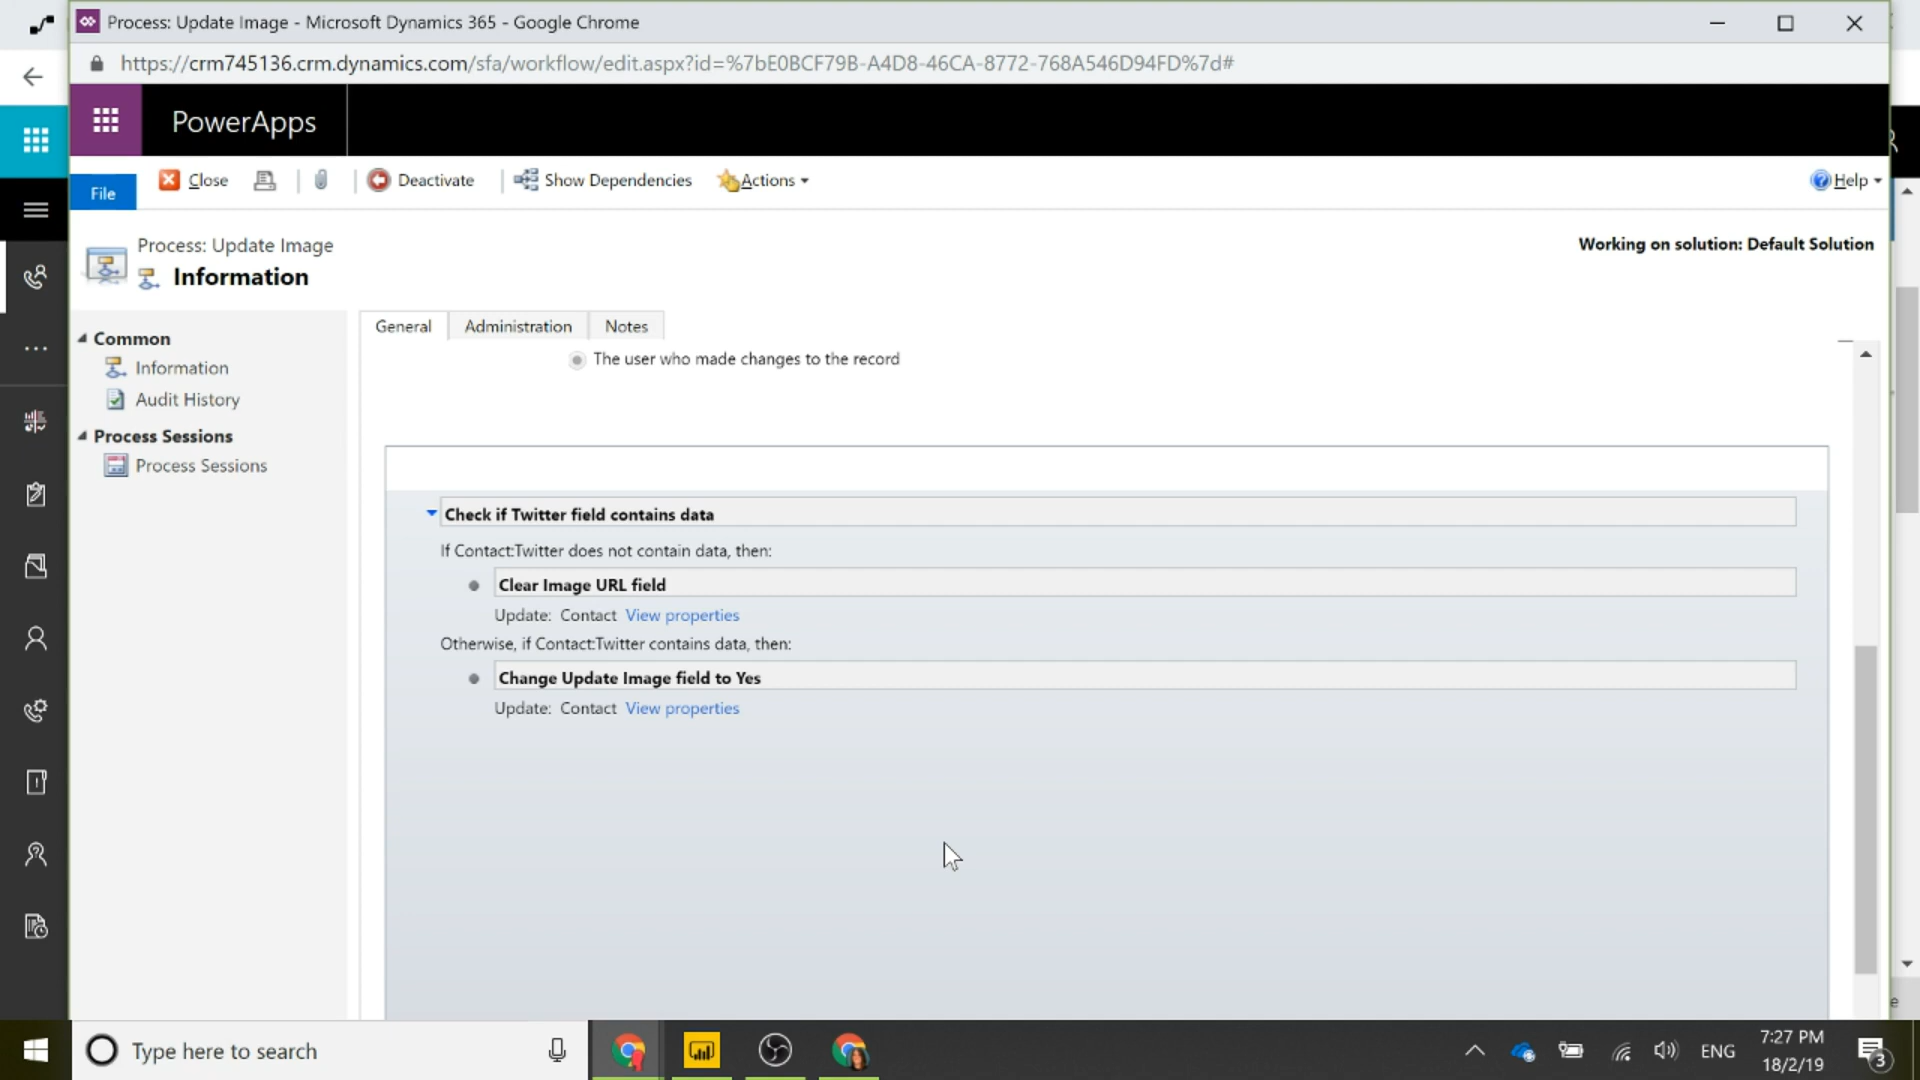 Process: Update Image - Microsoft Dynamics 365 - Google Chrome
https://crm745136.crm.dynamics.com/sfa/workflow/edit.aspx?id=%7bE0BCF79B-A4D8-46CA-8772-768A546D94FD%7d#
PowerApps
File
Close
Deactivate
Show Dependencies
Actions
Help
Process: Update Image
Information
Working on solution: Default Solution
Common
Information
Audit History
Process Sessions
Process Sessions
General
Administration
Notes
The user who made changes to the record
Check if Twitter field contains data
If Contact:Twitter does not contain data, then:
Clear Image URL field
Update: Contact View properties
Otherwise, if Contact:Twitter contains data, then:
Change Update Image field to Yes
Update: Contact View properties
Type here to search
ENG
7:27 PM
18/2/19
3